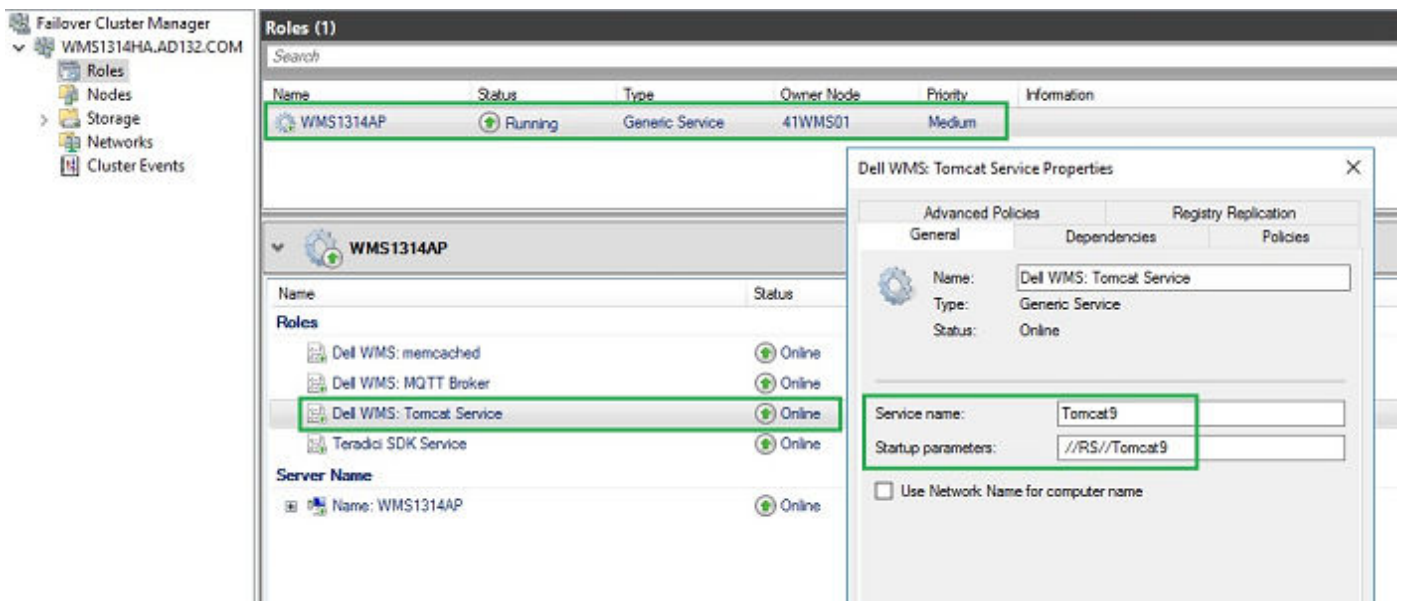 Failover Cluster Manager
WMS1314HA.AD132.COM
Roles
Nodes
Storage
Networks
Cluster Events
Roles (1)
Search
Name Status Type Owner Node Priority Information
WMS1314AP Running Generic Service 41WMS01 Medium
WMS1314AP
Name Status
Roles
Dell WMS: memcached Online
Dell WMS: MQTT Broker Online
Dell WMS: Tomcat Service Online
Teradici SDK Service Online
Server Name
Name: WMS1314AP Online
Dell WMS: Tomcat Service Properties
Advanced Policies Registry Replication
General Dependencies Policies
Name: Dell WMS: Tomcat Service
Type: Generic Service
Status: Online
Service name: Tomcat9
Startup parameters: //RS//Tomcat9
Use Network Name for computer name